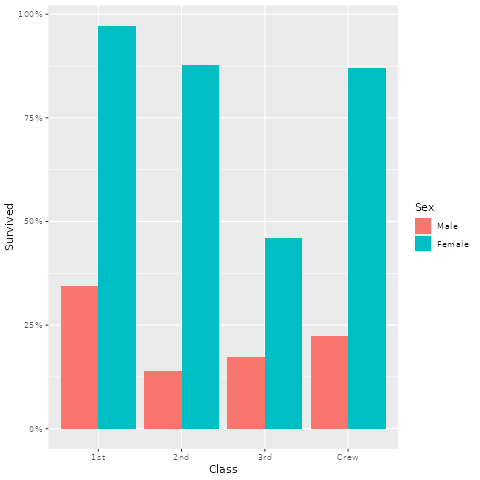 100%
75%
50%
25%
0%
Survived
1st
2nd
3rd
Crew
Class
Sex
Male
Female